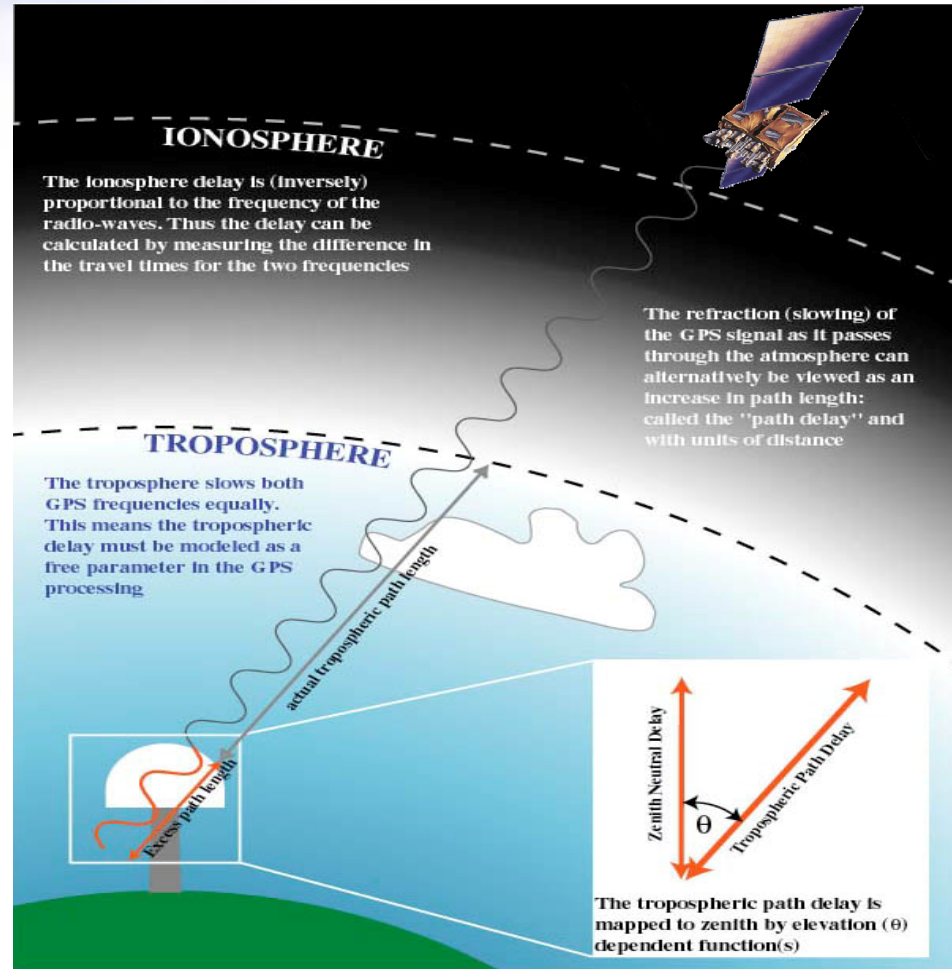 IONOSPHERE
The ionosphere delay is (inversely)
proportional to the frequency of the
radio-waves. Thus the delay can be
calculated by measuring the difference in
the travel times for the two frequencies
The refraction (slowing) of
the GPS signal as it passes
through the atmosphere can
alternatively be viewed as an
increase in path length:
called the "path delay" and
with units of distance
TROPOSPHERE
The troposphere slows both
GPS frequencies equally.
This means the tropospheric
delay must be modeled as a
free parameter in the GPS
processing
actual tropospheric path length
Excess path length
Zenith Neutral Delay
θ
Tropospheric Path Delay
The tropospheric path delay is
mapped to zenith by elevation (θ)
dependent function(s)